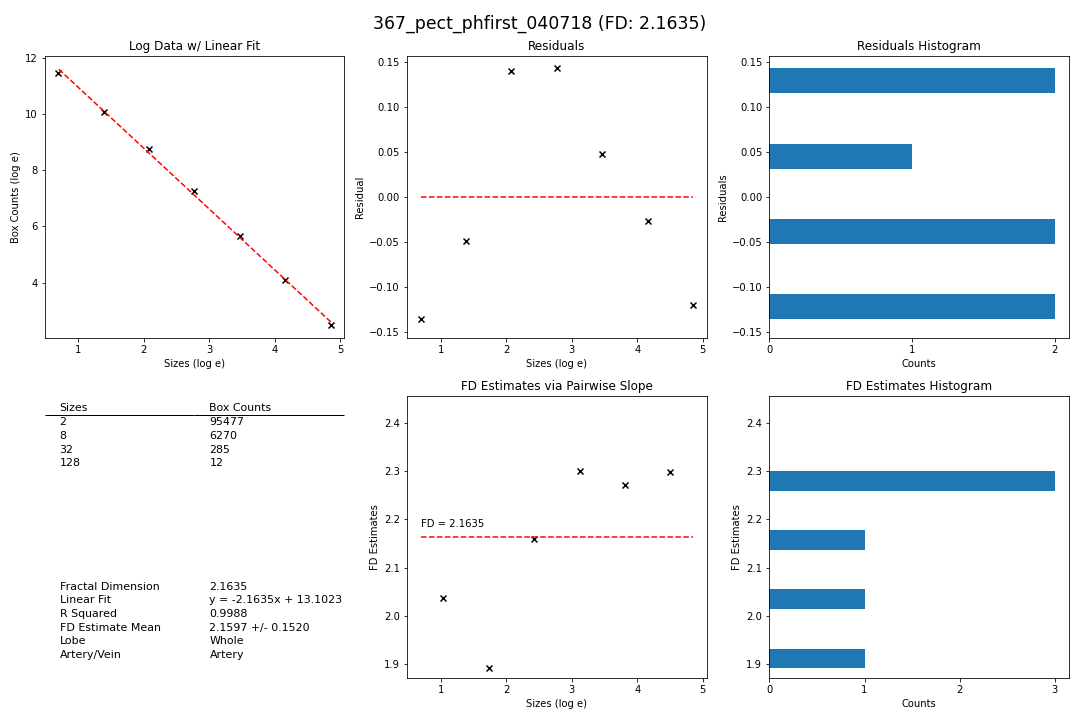 367_pect_phfirst_040718 (FD: 2.1635)
Log Data w/ Linear Fit
12
10
8
6
4
Box Counts (log e)
1 2 3 4 5
Sizes (log e)
Residuals
0.15
0.10
0.05
0.00
−0.05
−0.10
−0.15
Residual
1 2 3 4 5
Sizes (log e)
Residuals Histogram
0.15
0.10
0.05
0.00
−0.05
−0.10
−0.15
Residuals
0 1 2
Counts
Sizes Box Counts
2 95477
8 6270
32 285
128 12
Fractal Dimension 2.1635
Linear Fit y = -2.1635x + 13.1023
R Squared 0.9988
FD Estimate Mean 2.1597 +/- 0.1520
Lobe Whole
Artery/Vein Artery
FD Estimates via Pairwise Slope
2.4
2.3
2.2
2.1
2.0
1.9
FD Estimates
FD = 2.1635
1 2 3 4 5
Sizes (log e)
FD Estimates Histogram
2.4
2.3
2.2
2.1
2.0
1.9
FD Estimates
0 1 2 3
Counts